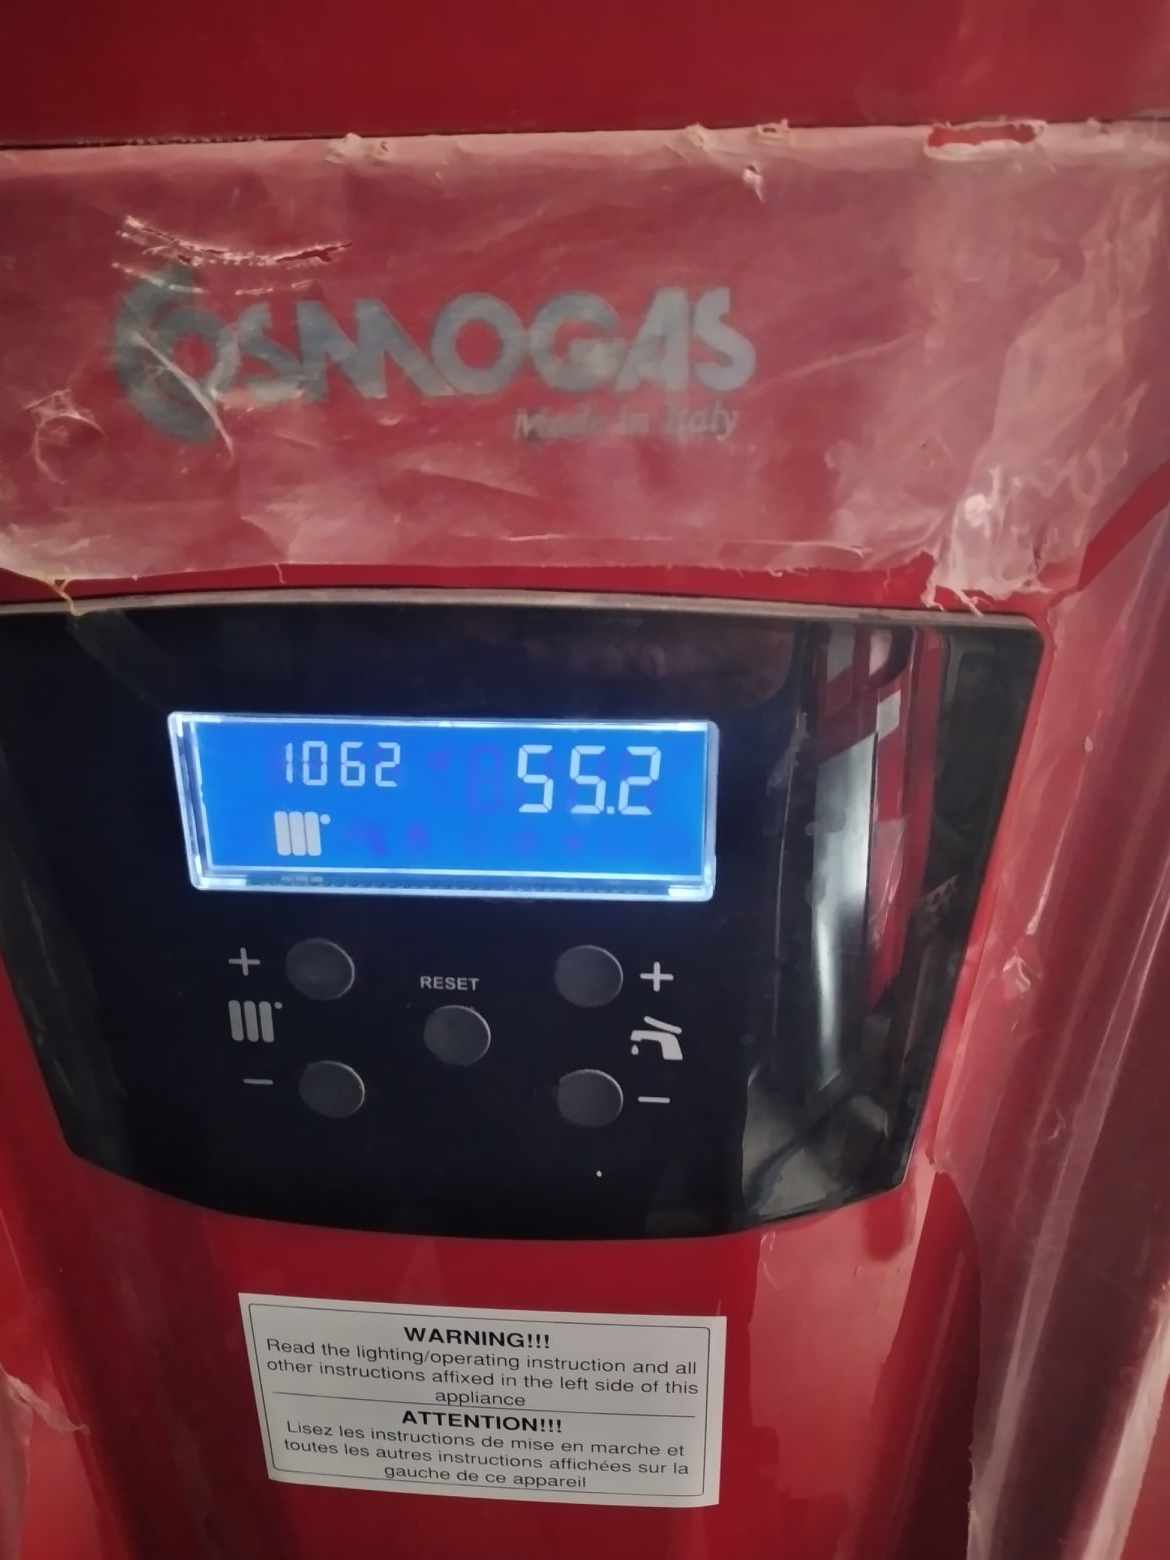 COSMOGAS
Made in Italy
1062 55.2
+ RESET +
- -
WARNING!!!
Read the lighting/operating instruction and all
other instructions affixed in the left side of this
appliance
ATTENTION!!!
Lisez les instructions de mise en marche et
toutes les autres instructions affichées sur la
gauche de ce appareil